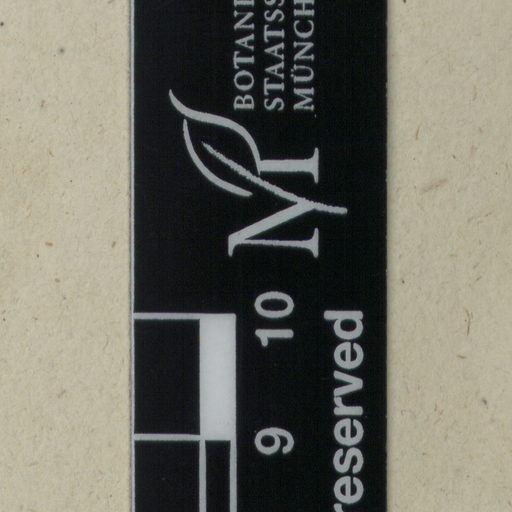 BOTANI
STAATSS
MÜNCH
M
9 10
reserved